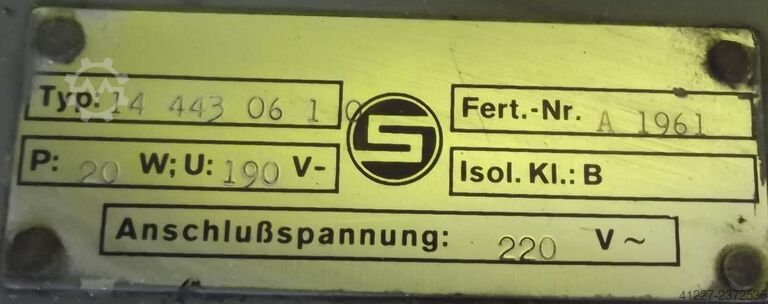 Typ: 14 443 06 1 0
Fert.-Nr. A 1961
P: 20 W; U: 190 V-
Isol. Kl.: B
Anschlußspannung: 220 V ~
41227-2372535